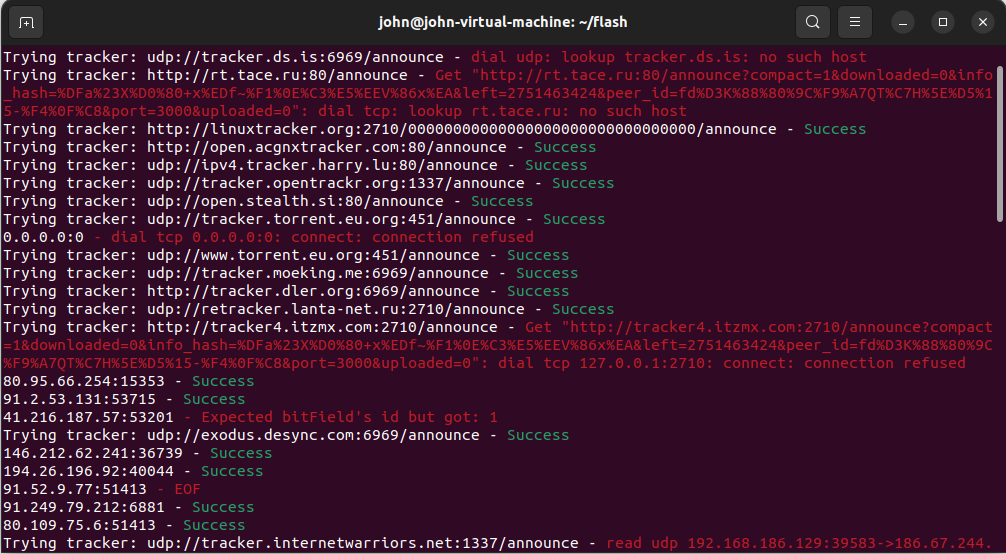 john@john-virtual-machine: ~/flash
Trying tracker: udp://tracker.ds.is:6969/announce - dial udp: lookup tracker.ds.is: no such host
Trying tracker: http://rt.tace.ru:80/announce - Get "http://rt.tace.ru:80/announce?compact=1&downloaded=0&info
_hash=%DFa%23X%D0%80+x%EDf~%F1%0E%C3%E5%EEV%86x%EA&left=2751463424&peer_id=fd%D3K%88%80%9C%F9%A7QT%C7H%5E%D5%1
5-%F4%0F%C8&port=3000&uploaded=0": dial tcp: lookup rt.tace.ru: no such host
Trying tracker: http://linuxtracker.org:2710/00000000000000000000000000000000/announce - Success
Trying tracker: http://open.acgnxtracker.com:80/announce - Success
Trying tracker: udp://ipv4.tracker.harry.lu:80/announce - Success
Trying tracker: udp://tracker.opentrackr.org:1337/announce - Success
Trying tracker: udp://open.stealth.si:80/announce - Success
Trying tracker: udp://tracker.torrent.eu.org:451/announce - Success
0.0.0.0:0 - dial tcp 0.0.0.0:0: connect: connection refused
Trying tracker: udp://www.torrent.eu.org:451/announce - Success
Trying tracker: udp://tracker.moeking.me:6969/announce - Success
Trying tracker: http://tracker.dler.org:6969/announce - Success
Trying tracker: udp://retracker.lanta-net.ru:2710/announce - Success
Trying tracker: http://tracker4.itzmx.com:2710/announce - Get "http://tracker4.itzmx.com:2710/announce?compact
=1&downloaded=0&info_hash=%DFa%23X%D0%80+x%EDf~%F1%0E%C3%E5%EEV%86x%EA&left=2751463424&peer_id=fd%D3K%88%80%9C
%F9%A7QT%C7H%5E%D5%15-%F4%0F%C8&port=3000&uploaded=0": dial tcp 127.0.0.1:2710: connect: connection refused
80.95.66.254:15353 - Success
91.2.53.131:53715 - Success
41.216.187.57:53201 - Expected bitField's id but got: 1
Trying tracker: udp://exodus.desync.com:6969/announce - Success
146.212.62.241:36739 - Success
194.26.196.92:40044 - Success
91.52.9.77:51413 - EOF
91.249.79.212:6881 - Success
80.109.75.6:51413 - Success
Trying tracker: udp://tracker.internetwarriors.net:1337/announce - read udp 192.168.186.129:39583->186.67.244.